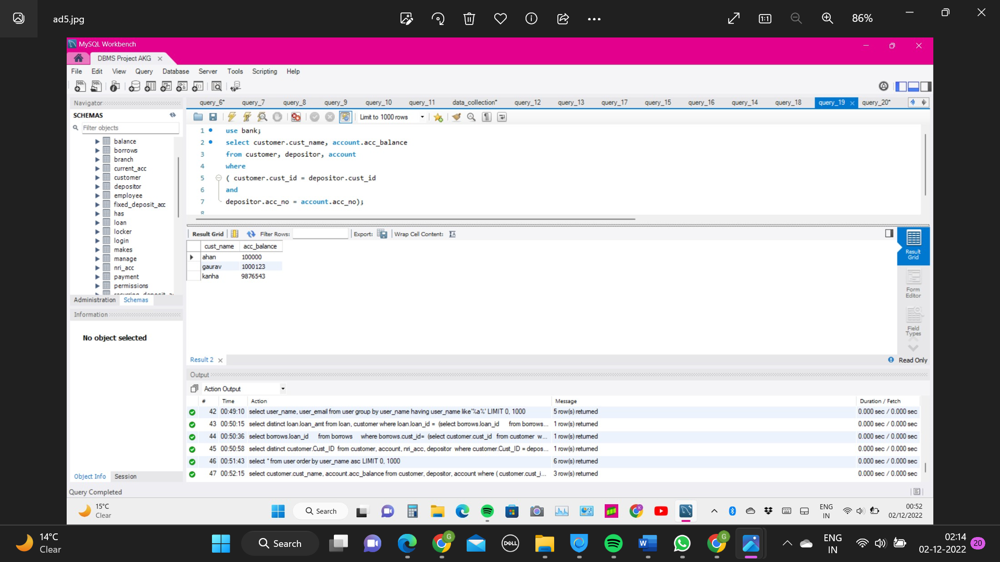 ad5.jpg
86%
MySQL Workbench
DBMS Project AKG
File Edit View Query Database Server Tools Scripting Help
Navigator
SCHEMAS
Filter objects
balance
borrows
branch
current_acc
customer
depositor
employee
fixed_deposit_acc
has
loan
locker
login
makes
manage
nri_acc
payment
permissions
Administration Schemas
Information
No object selected
Object Info Session
query_6* query_7 query_8 query_9 query_10 query_11 data_collection* query_12 query_13 query_17 query_15 query_16 query_14 query_18 query_19 query_20*
Limit to 1000 rows
1 use bank;
2 select customer.cust_name, account.acc_balance
3 from customer, depositor, account
4 where
5 ( customer.cust_id = depositor.cust_id
6 and
7 depositor.acc_no = account.acc_no);
8
Result Grid Filter Rows: Export: Wrap Cell Content:
cust_name acc_balance
ahan 100000
gaurav 1000123
kanha 9876543
Result Grid
Form Editor
Field Types
Result 2
Read Only
Output
Action Output
# Time Action Message Duration / Fetch
42 00:49:10 select user_name, user_email from user group by user_name having user_name like'%a%' LIMIT 0, 1000 5 row(s) returned 0.000 sec / 0.000 sec
43 00:50:15 select distinct loan.loan_amt from loan, customer where loan.loan_id = (select borrows.loan_id from borrows... 1 row(s) returned 0.000 sec / 0.000 sec
44 00:50:36 select borrows.loan_id from borrows where borrows.cust_id= (select customer.cust_id from customer w... 1 row(s) returned 0.000 sec / 0.000 sec
45 00:50:58 select distinct customer.Cust_ID from customer, account, nri_acc, depositor where customer.Cust_ID = depos... 1 row(s) returned 0.000 sec / 0.000 sec
46 00:51:43 select * from user order by user_name asc LIMIT 0, 1000 6 row(s) returned 0.000 sec / 0.000 sec
47 00:52:15 select customer.cust_name, account.acc_balance from customer, depositor, account where ( customer.cust_i... 3 row(s) returned 0.000 sec / 0.000 sec
Query Completed
15°C
Clear
Search
ENG
IN
00:52
02/12/2022
14°C
Clear
Search
DELL
ENG
IN
02:14
02-12-2022
20